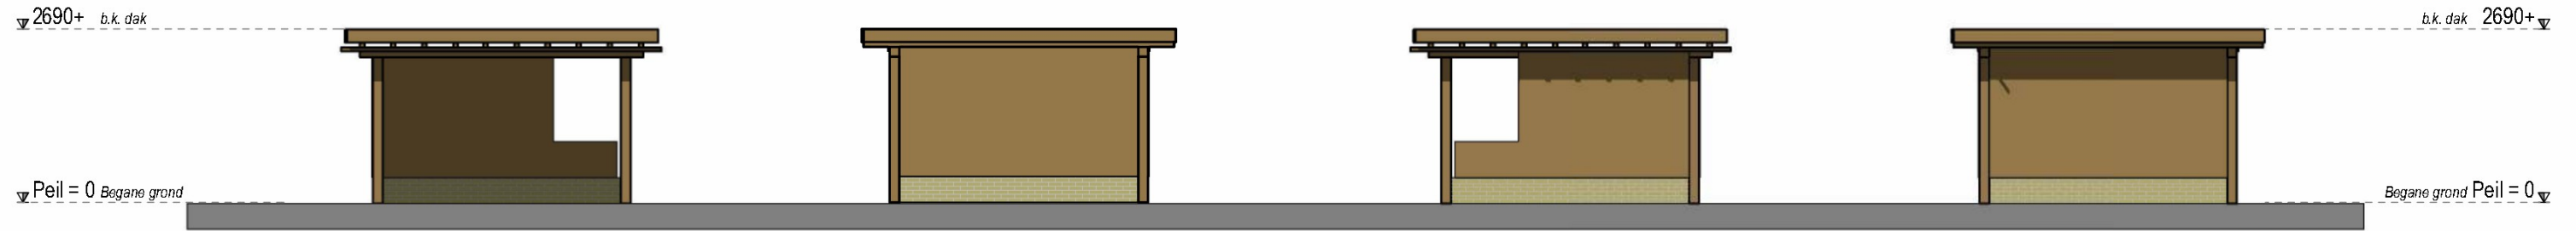 2690+ b.k. dak
b.k. dak 2690+
Peil = 0 Begane grond
Begane grond Peil = 0